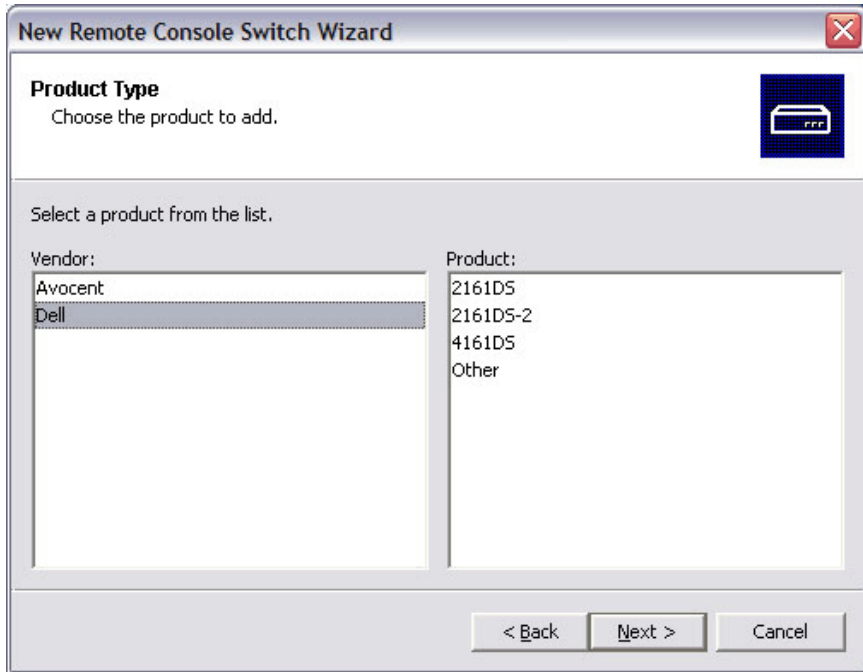 New Remote Console Switch Wizard
Product Type
Choose the product to add.
Select a product from the list.
Vendor:
Avocent
Dell
Product:
2161DS
2161DS-2
4161DS
Other
< Back
Next >
Cancel